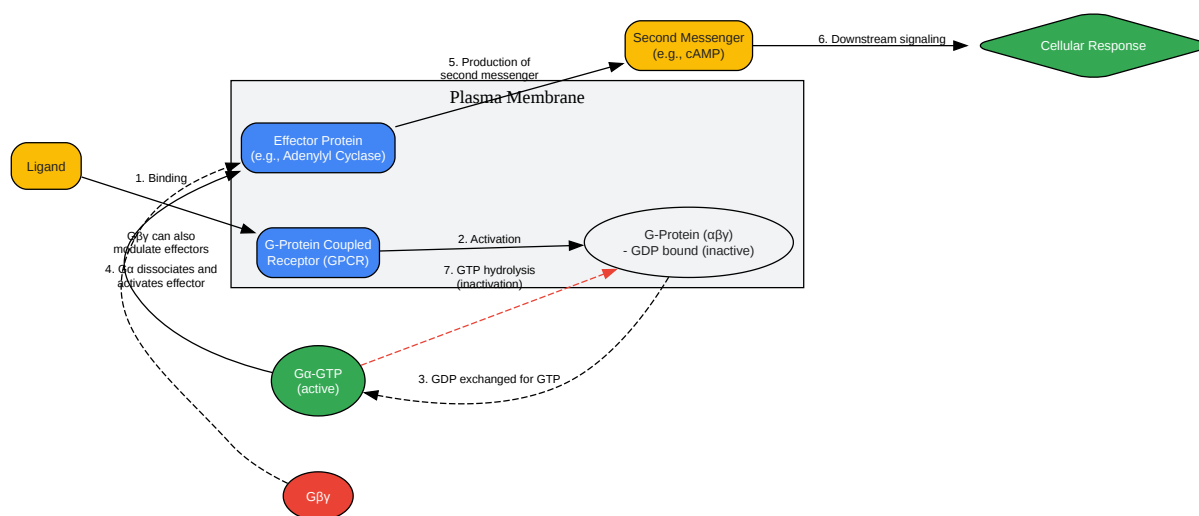 Second Messenger
(e.g., cAMP)
6. Downstream signaling
Cellular Response
5. Production of
second messenger
Plasma Membrane
Effector Protein
(e.g., Adenylyl Cyclase)
Ligand
1. Binding
Gβγ can also
modulate effectors
4. Gα dissociates and
activates effector
G-Protein Coupled
Receptor (GPCR)
2. Activation
G-Protein (αβγ)
- GDP bound (inactive)
7. GTP hydrolysis
(inactivation)
Gα-GTP
(active)
3. GDP exchanged for GTP
Gβγ